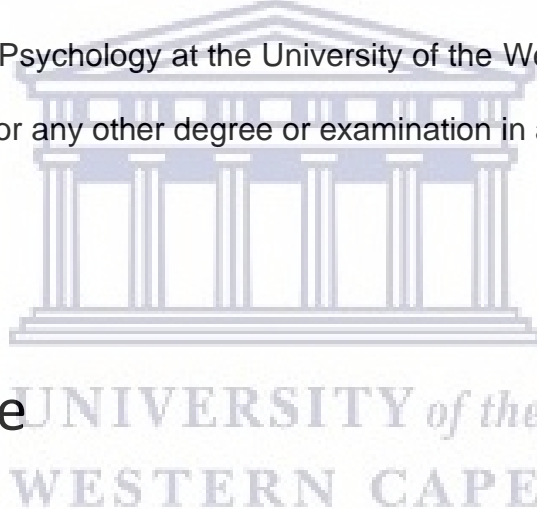 Psychology at the University of the We
or any other degree or examination in a
e
UNIVERSITY of the
WESTERN CAPE